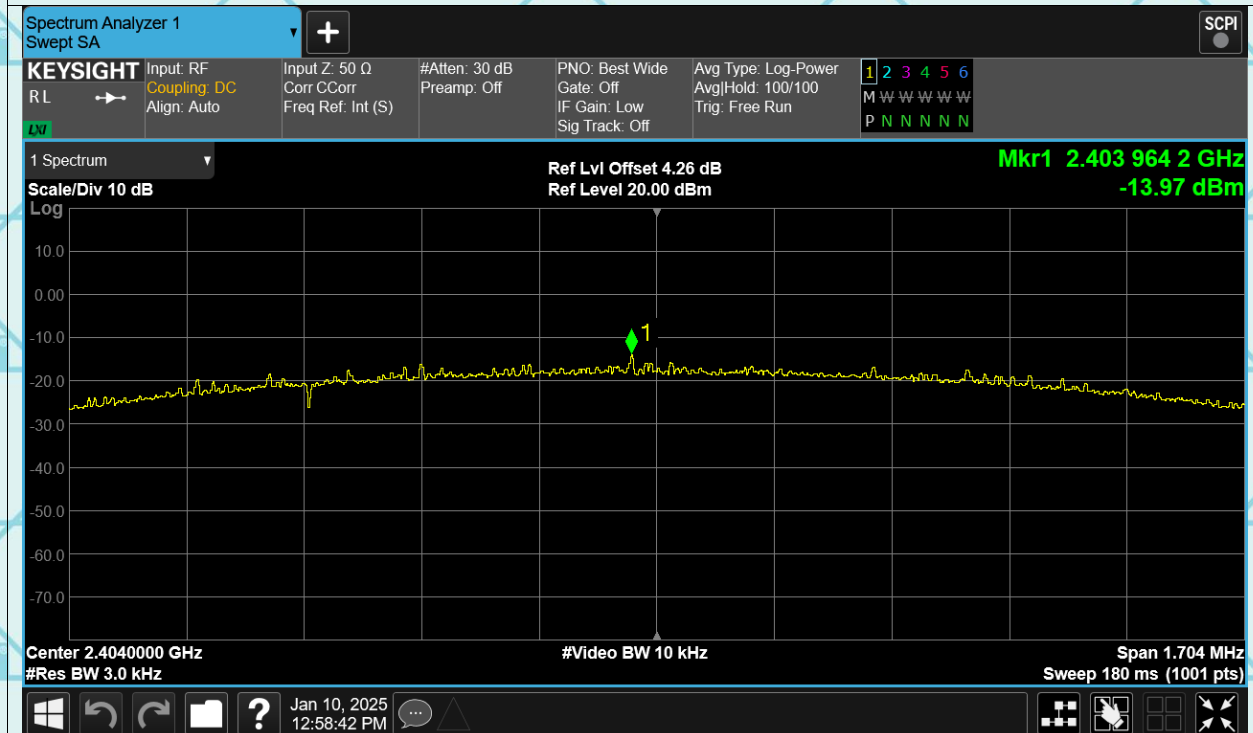 Spectrum Analyzer 1
Swept SA
+
SCPI
KEYSIGHT
R L
LXI
Input: RF
Coupling: DC
Align: Auto
Input Z: 50 Ω
Corr CCorr
Freq Ref: Int (S)
#Atten: 30 dB
Preamp: Off
PNO: Best Wide
Gate: Off
IF Gain: Low
Sig Track: Off
Avg Type: Log-Power
Avg|Hold: 100/100
Trig: Free Run
1 2 3 4 5 6
M W W W W W
P N N N N N
1 Spectrum
Scale/Div 10 dB
Ref Lvl Offset 4.26 dB
Ref Level 20.00 dBm
Mkr1 2.403 964 2 GHz
-13.97 dBm
Log
10.0
0.00
-10.0
-20.0
-30.0
-40.0
-50.0
-60.0
-70.0
1
Center 2.4040000 GHz
#Res BW 3.0 kHz
#Video BW 10 kHz
Span 1.704 MHz
Sweep 180 ms (1001 pts)
?
Jan 10, 2025
12:58:42 PM